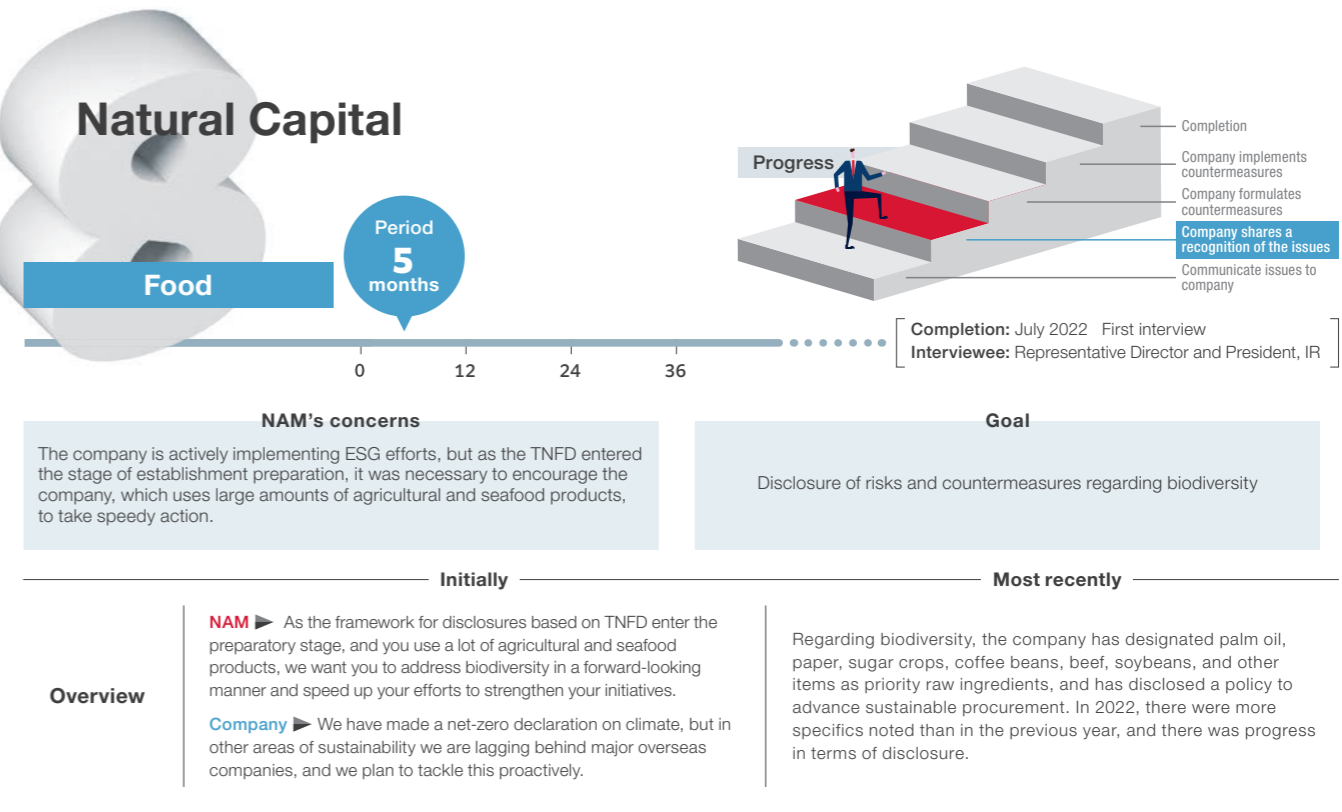 8
Natural Capital
Food
Period
5
months
0
12
24
36
Progress
Completion
Company implements
countermeasures
Company formulates
countermeasures
Company shares a
recognition of the issues
Communicate issues to
company
Completion: July 2022 First interview
Interviewee: Representative Director and President, IR
NAM's concerns
The company is actively implementing ESG efforts, but as the TNFD entered
the stage of establishment preparation, it was necessary to encourage the
company, which uses large amounts of agricultural and seafood products,
to take speedy action.
Goal
Disclosure of risks and countermeasures regarding biodiversity
Initially
Most recently
Overview
NAM ▶ As the framework for disclosures based on TNFD enter the
preparatory stage, and you use a lot of agricultural and seafood
products, we want you to address biodiversity in a forward-looking
manner and speed up your efforts to strengthen your initiatives.
Company ▶ We have made a net-zero declaration on climate, but in
other areas of sustainability we are lagging behind major overseas
companies, and we plan to tackle this proactively.
Regarding biodiversity, the company has designated palm oil,
paper, sugar crops, coffee beans, beef, soybeans, and other
items as priority raw ingredients, and has disclosed a policy to
advance sustainable procurement. In 2022, there were more
specifics noted than in the previous year, and there was progress
in terms of disclosure.